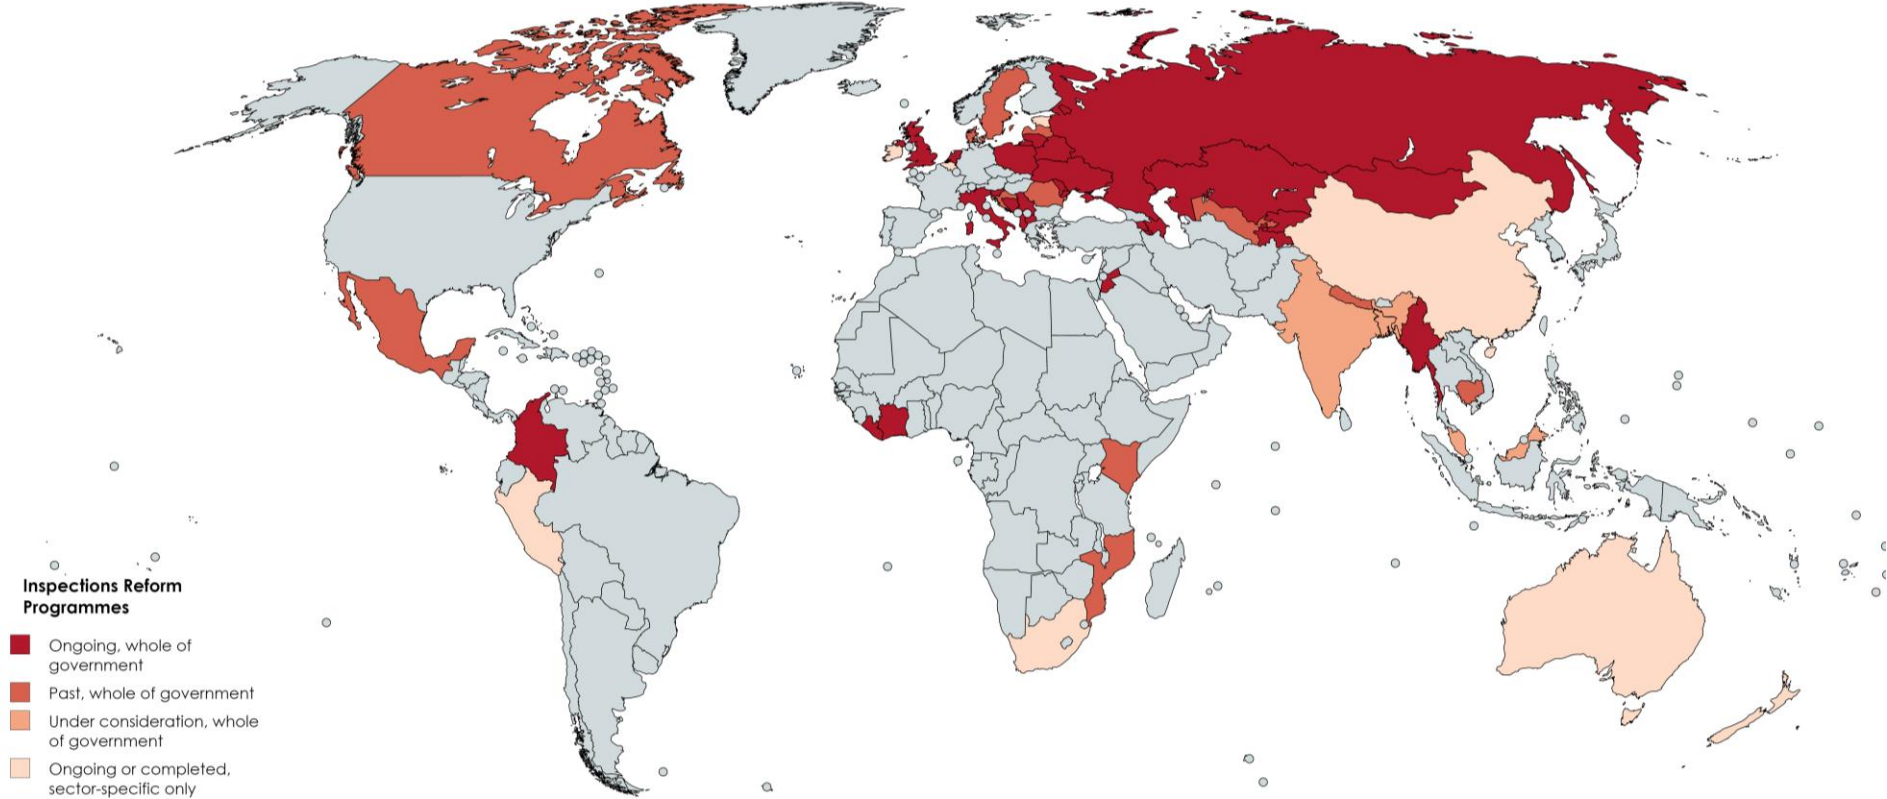 Inspections Reform
Programmes
Ongoing, whole of
government
Past, whole of government
Under consideration, whole
of government
Ongoing or completed,
sector-specific only